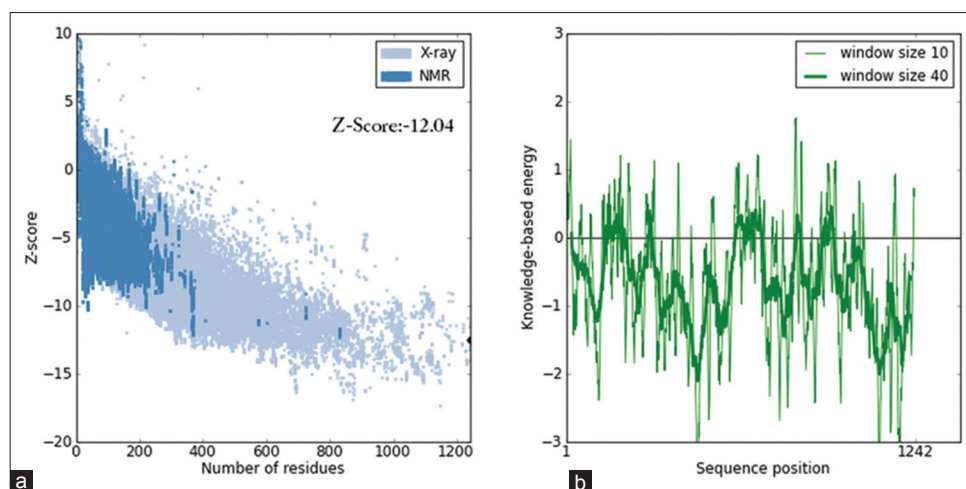 10
5
0
−5
−10
−15
−20
Z-score
X-ray
NMR
Z-Score:-12.04
0 200 400 600 800 1000 1200
Number of residues
a
3
2
1
0
−1
−2
−3
Knowledge-based energy
window size 10
window size 40
1 1242
Sequence position
b